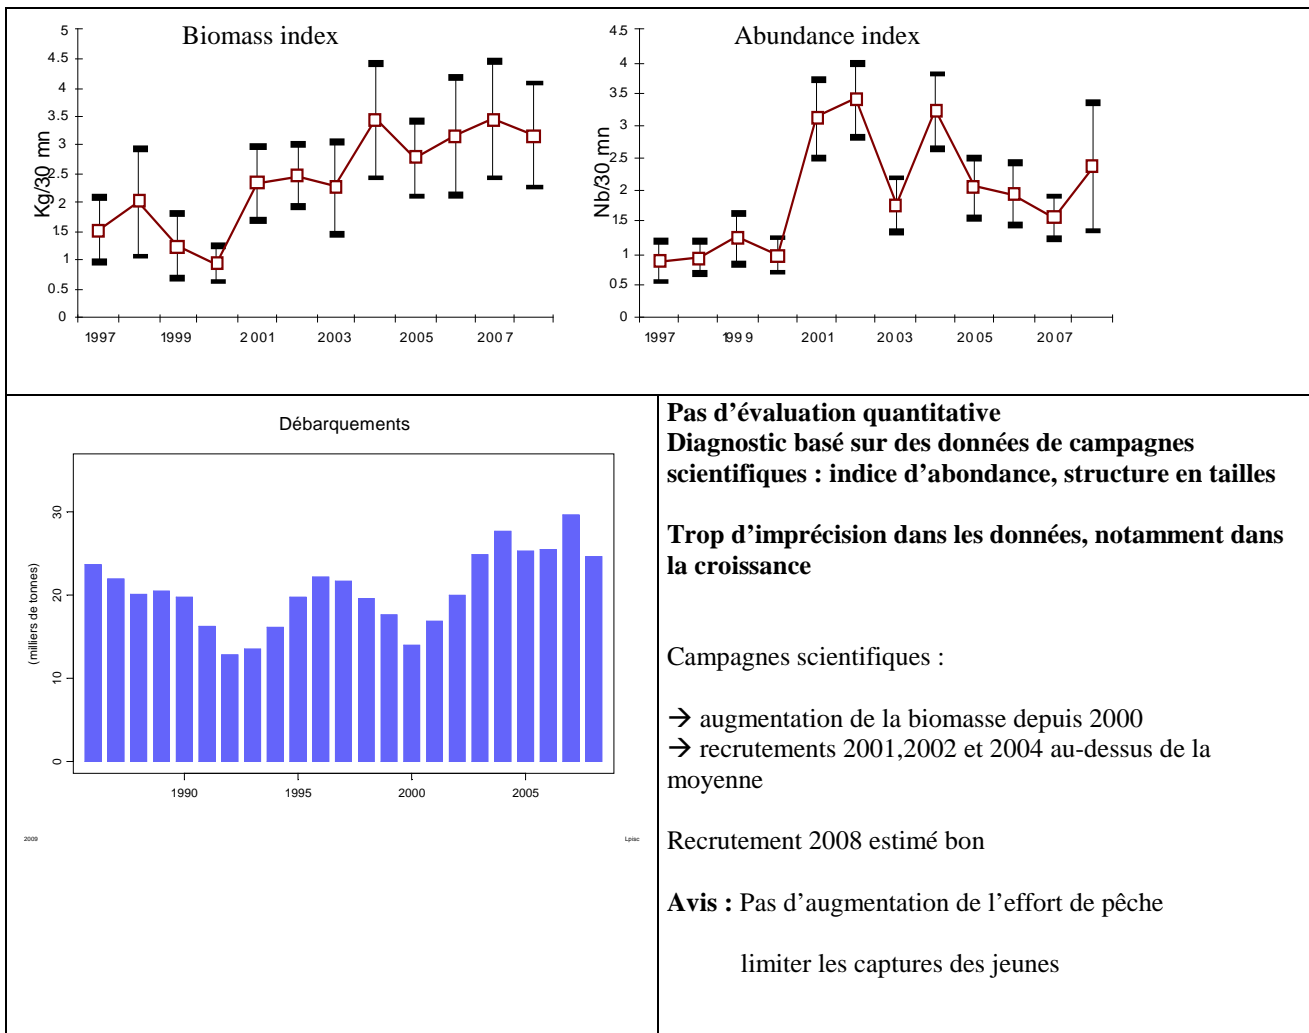 Biomass index
Kg/30 mn
5
4.5
4
3.5
3
2.5
2
1.5
1
0.5
0
1997 1999 2001 2003 2005 2007
Abundance index
Nb/30 mn
4.5
4
3.5
3
2.5
2
1.5
1
0.5
0
1997 1999 2001 2003 2005 2007
Débarquements
(milliers de tonnes)
30
20
10
0
1990 1995 2000 2005
2009 Lpisc
Pas d’évaluation quantitative
Diagnostic basé sur des données de campagnes
scientifiques : indice d’abondance, structure en tailles
Trop d’imprécision dans les données, notamment dans
la croissance
Campagnes scientifiques :
→ augmentation de la biomasse depuis 2000
→ recrutements 2001,2002 et 2004 au-dessus de la
moyenne
Recrutement 2008 estimé bon
Avis : Pas d’augmentation de l’effort de pêche
limiter les captures des jeunes